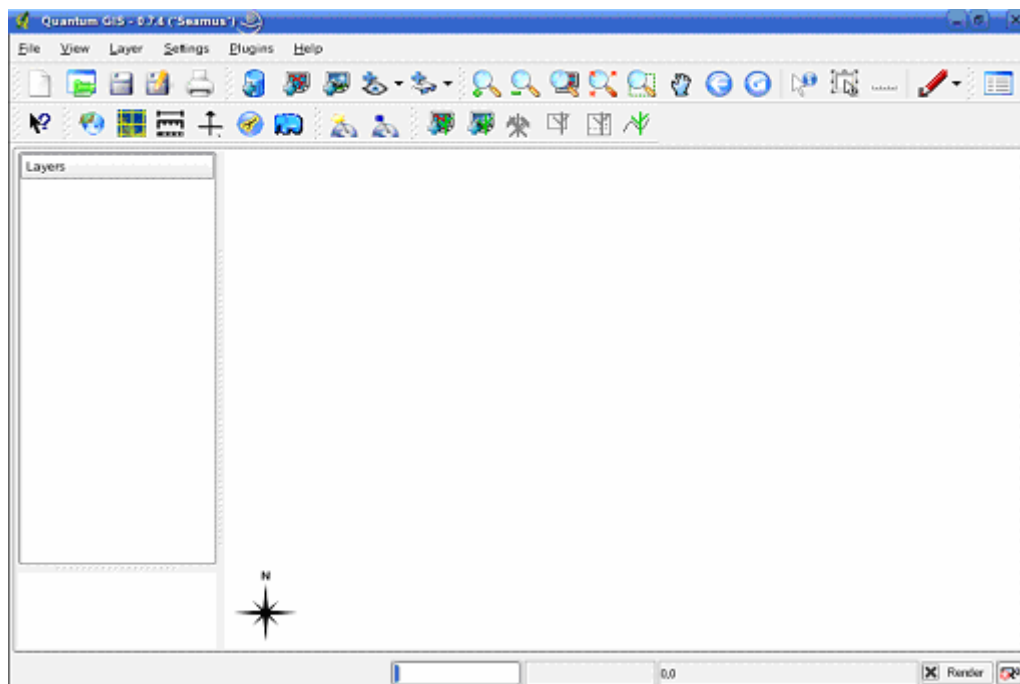 Quantum GIS - 0.7.4 ("Seamus")
File View Layer Settings Plugins Help
Layers
N
0,0
Render